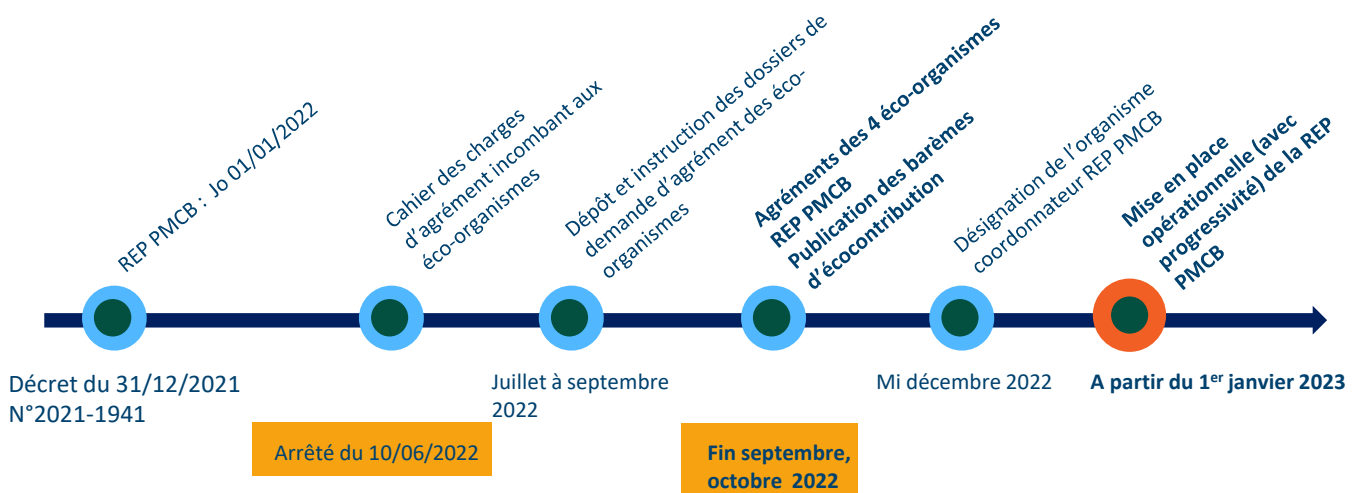 REP PMCB : Jo 01/01/2022
Cahier des charges
d'agrément incombant aux
éco-organismes
Dépôt et instruction des dossiers de
demande d'agrément des éco-
organismes
Agréments des 4 éco-organismes
REP PMCB
Publication des barèmes
d'écocontribution
Désignation de l'organisme
coordonnateur REP PMCB
Mise en place
opérationnelle (avec
progressivité) de la REP
PMCB
Décret du 31/12/2021
N°2021-1941
Arrêté du 10/06/2022
Juillet à septembre
2022
Fin septembre,
octobre 2022
Mi décembre 2022
A partir du 1er janvier 2023